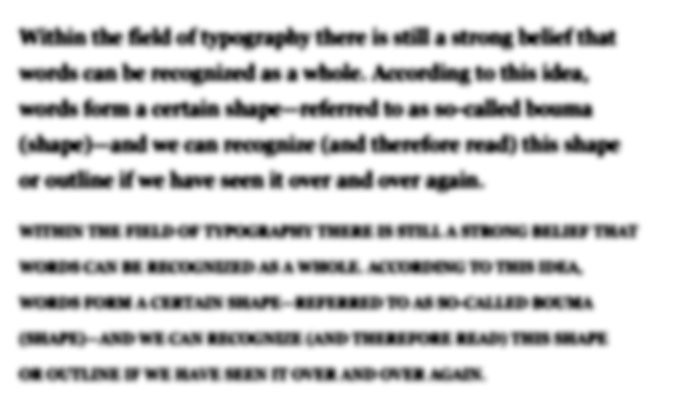 Within the field of typography there is still a strong belief that
words can be recognized as a whole. According to this idea,
words form a certain shape—referred to as so-called bouma
(shape)—and we can recognize (and therefore read) this shape
or outline if we have seen it over and over again.
WITHIN THE FIELD OF TYPOGRAPHY THERE IS STILL A STRONG BELIEF THAT
WORDS CAN BE RECOGNIZED AS A WHOLE. ACCORDING TO THIS IDEA,
WORDS FORM A CERTAIN SHAPE—REFERRED TO AS SO-CALLED BOUMA
(SHAPE)—AND WE CAN RECOGNIZE (AND THEREFORE READ) THIS SHAPE
OR OUTLINE IF WE HAVE SEEN IT OVER AND OVER AGAIN.